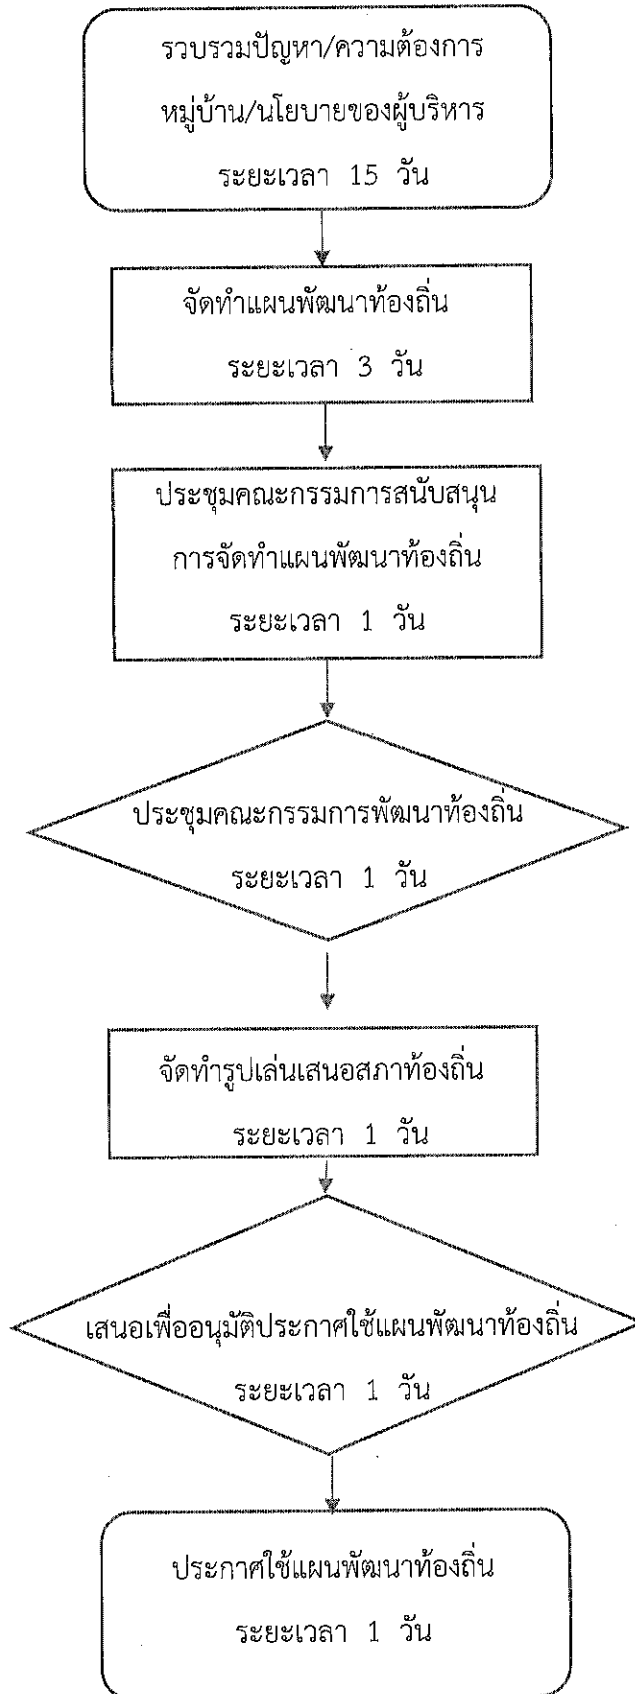 รวบรวมปัญหา/ความต้องการ
หมู่บ้าน/นโยบายของผู้บริหาร
ระยะเวลา 15 วัน
จัดทำแผนพัฒนาท้องถิ่น
ระยะเวลา 3 วัน
ประชุมคณะกรรมการสนับสนุน
การจัดทำแผนพัฒนาท้องถิ่น
ระยะเวลา 1 วัน
ประชุมคณะกรรมการพัฒนาท้องถิ่น
ระยะเวลา 1 วัน
จัดทำรูปเล่นเสนอสภาท้องถิ่น
ระยะเวลา 1 วัน
เสนอเพื่ออนุมัติประกาศใช้แผนพัฒนาท้องถิ่น
ระยะเวลา 1 วัน
ประกาศใช้แผนพัฒนาท้องถิ่น
ระยะเวลา 1 วัน